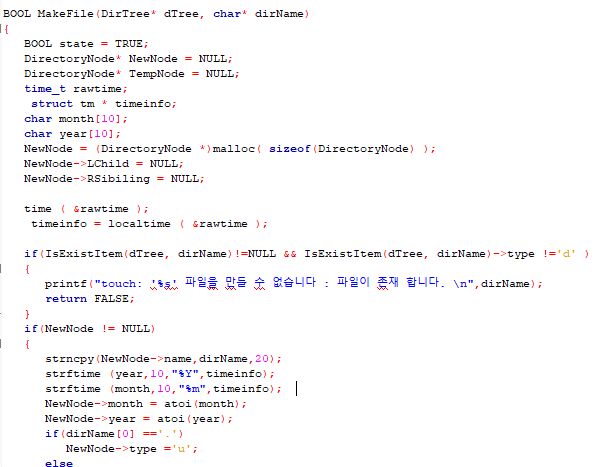 BOOL MakeFile(DirTree* dTree, char* dirName)
{
BOOL state = TRUE;
DirectoryNode* NewNode = NULL;
DirectoryNode* TempNode = NULL;
time_t rawtime;
struct tm * timeinfo;
char month[10];
char year[10];
NewNode = (DirectoryNode *)malloc( sizeof(DirectoryNode) );
NewNode->LChild = NULL;
NewNode->RSibiling = NULL;
time ( &rawtime );
timeinfo = localtime ( &rawtime );
if(IsExistItem(dTree, dirName)!=NULL && IsExistItem(dTree, dirName)->type !='d' )
{
printf("touch: '%s' 파일을 만들 수 없습니다 : 파일이 존재 합니다. \n",dirName);
return FALSE;
}
if(NewNode != NULL)
{
strncpy(NewNode->name,dirName,20);
strftime (year,10,"%Y",timeinfo);
strftime (month,10,"%m",timeinfo);
NewNode->month = atoi(month);
NewNode->year = atoi(year);
if(dirName[0] =='.')
NewNode->type ='u';
else